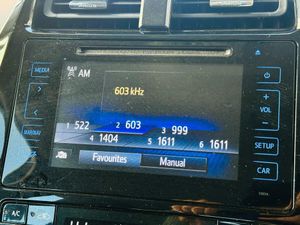 AM
MEDIA
603 kHz
VOL
1 522 2 603 3 999
4 1404 5 1611 6 1611
SETUP
Favourites Manual
CAR
A/C